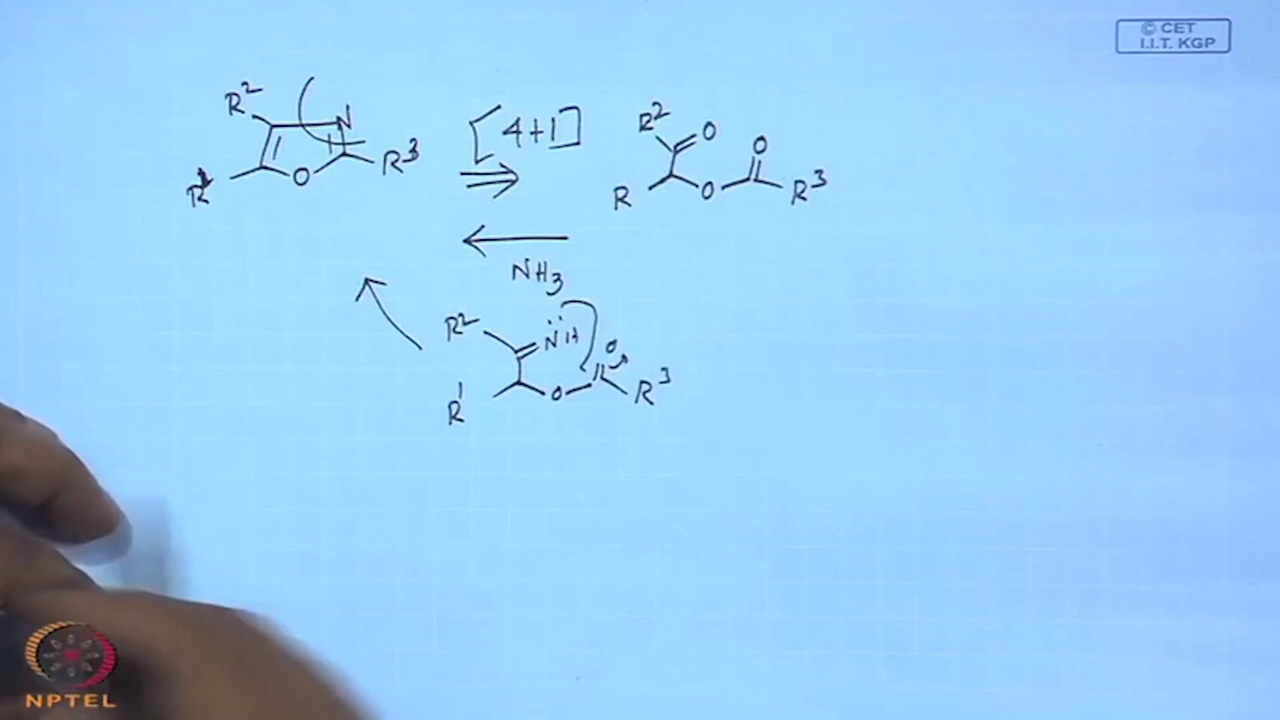 © CET
I.I.T. KGP
R² N
R¹ O R³
[4+1]
R² O O
R O R³
NH₃
R² NH O
R¹ O R³
NPTEL